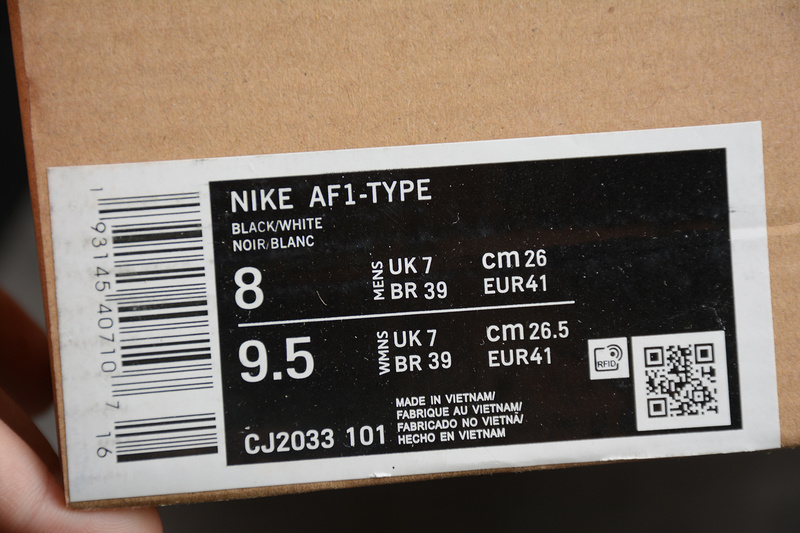 NIKE AF1-TYPE
BLACK/WHITE
NOIR/BLANC
8 MENS UK 7 cm 26
BR 39 EUR41
9.5 WMNS UK 7 cm 26.5
BR 39 EUR41
RFID
MADE IN VIETNAM/
FABRIQUE AU VIETNAM/
FABRICADO NO VIETNÃ/
HECHO EN VIETNAM
CJ2033 101
1 93145 40710 7 16